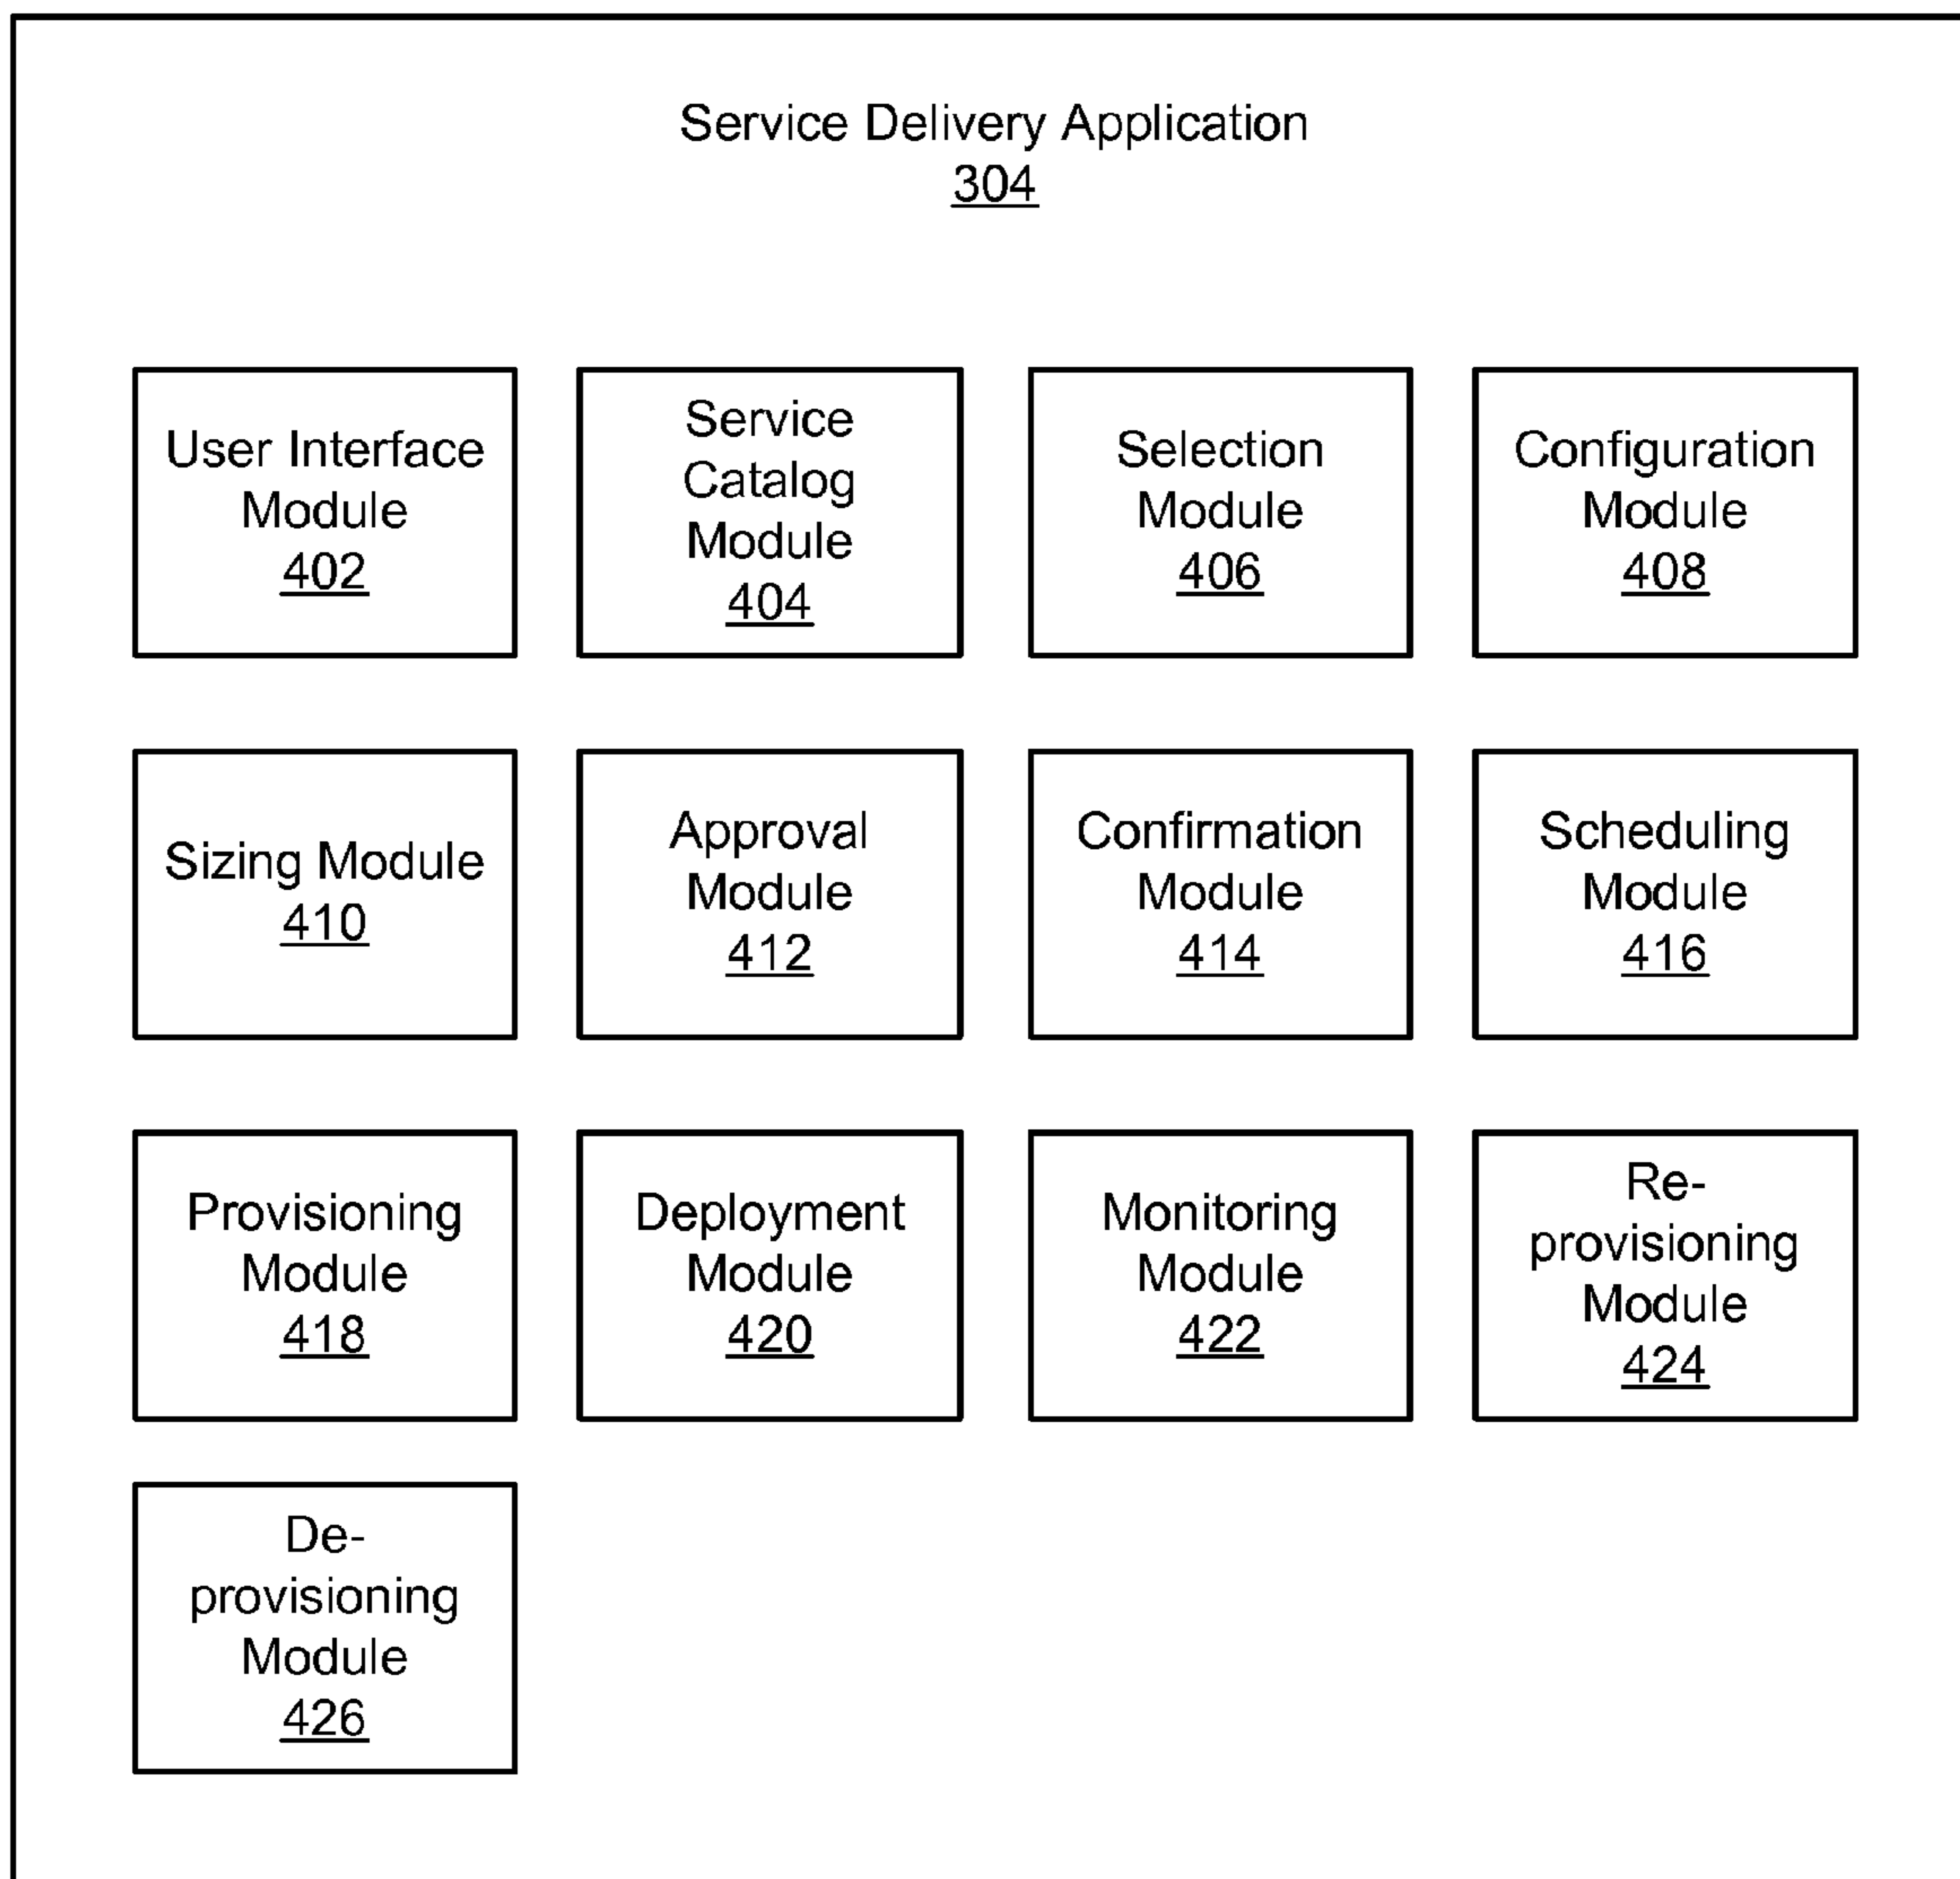 Service Delivery Application
304
User Interface
Module
402
Service
Catalog
Module
404
Selection
Module
406
Configuration
Module
408
Sizing Module
410
Approval
Module
412
Confirmation
Module
414
Scheduling
Module
416
Provisioning
Module
418
Deployment
Module
420
Monitoring
Module
422
Re-
provisioning
Module
424
De-
provisioning
Module
426